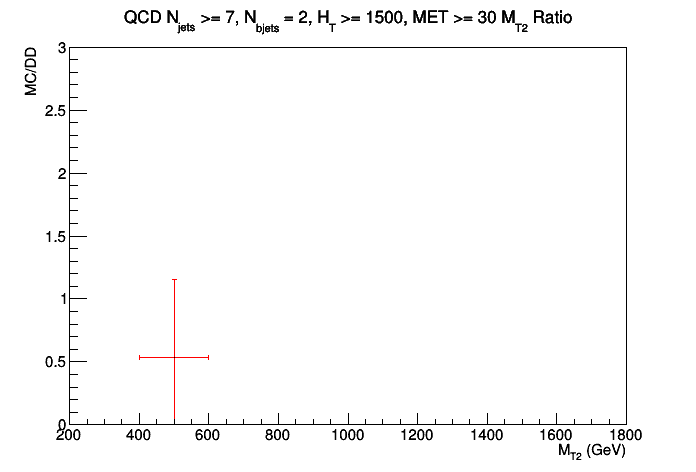 QCD N_jets >= 7, N_bjets = 2, H_T >= 1500, MET >= 30 M_T2 Ratio
MC/DD
3
2.5
2
1.5
1
0.5
0
200 400 600 800 1000 1200 1400 1600 1800
M_T2 (GeV)